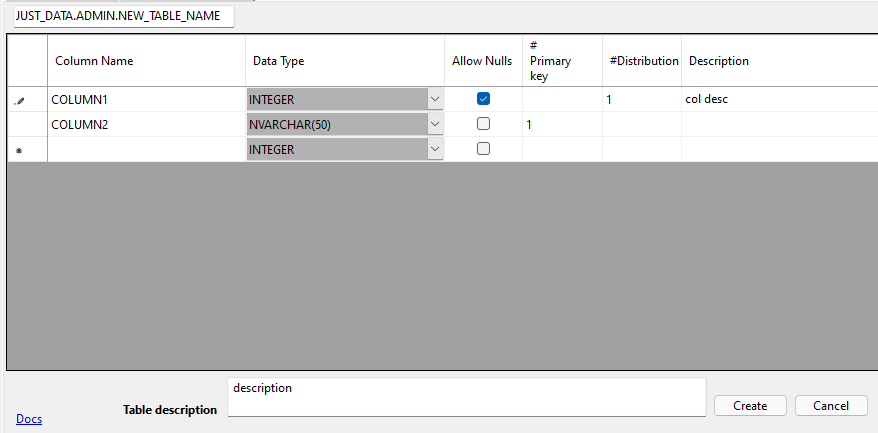 JUST_DATA.ADMIN.NEW_TABLE_NAME
Column Name Data Type Allow Nulls # Primary key #Distribution Description
COLUMN1 INTEGER 1 col desc
COLUMN2 NVARCHAR(50) 1
INTEGER
description
Table description Create Cancel
Docs